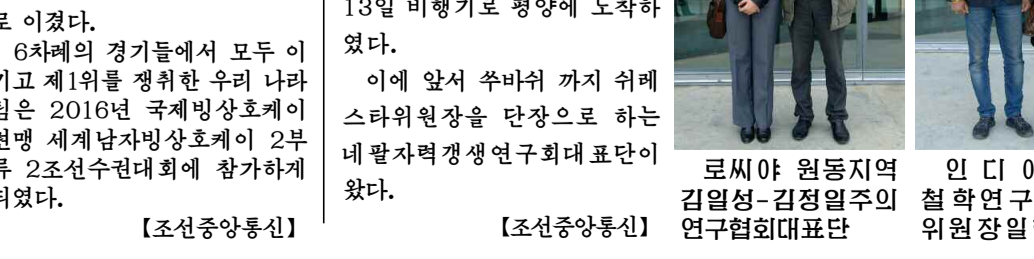 로 이겼다.
6차례의 경기들에서 모두 이
기고 제1위를 쟁취한 우리 나라
팀은 2016년 국제빙상호케이
련맹 세계남자빙상호케이 2부
류 2조선수권대회에 참가하게
되였다.
【조선중앙통신】
13일 비행기로 평양에 도착하
였다.
이에 앞서 쑤바쉬 까지 쉬레
스타위원장을 단장으로 하는
네팔자력갱생연구회대표단이
왔다.
【조선중앙통신】
로씨야 원동지역
김일성-김정일주의
연구협회대표단
인 디
철학연구
위원장일